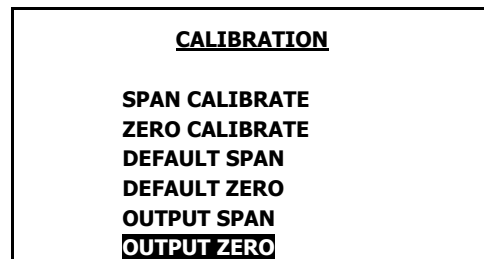 CALIBRATION
SPAN CALIBRATE
ZERO CALIBRATE
DEFAULT SPAN
DEFAULT ZERO
OUTPUT SPAN
OUTPUT ZERO